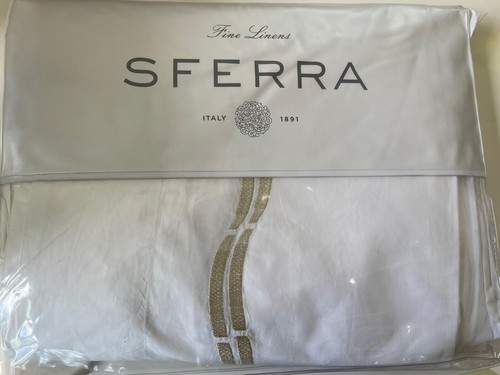 Fine Linens
SFERRA
ITALY 1891